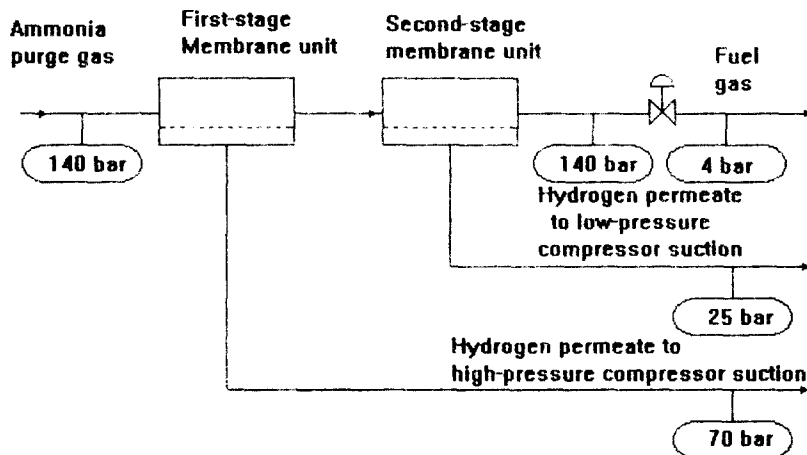 Ammonia
purge gas
First-stage
Membrane unit
Second-stage
membrane unit
Fuel
gas
140 bar
140 bar
4 bar
Hydrogen permeate
to low-pressure
compressor suction
25 bar
Hydrogen permeate to
high-pressure compressor suction
70 bar